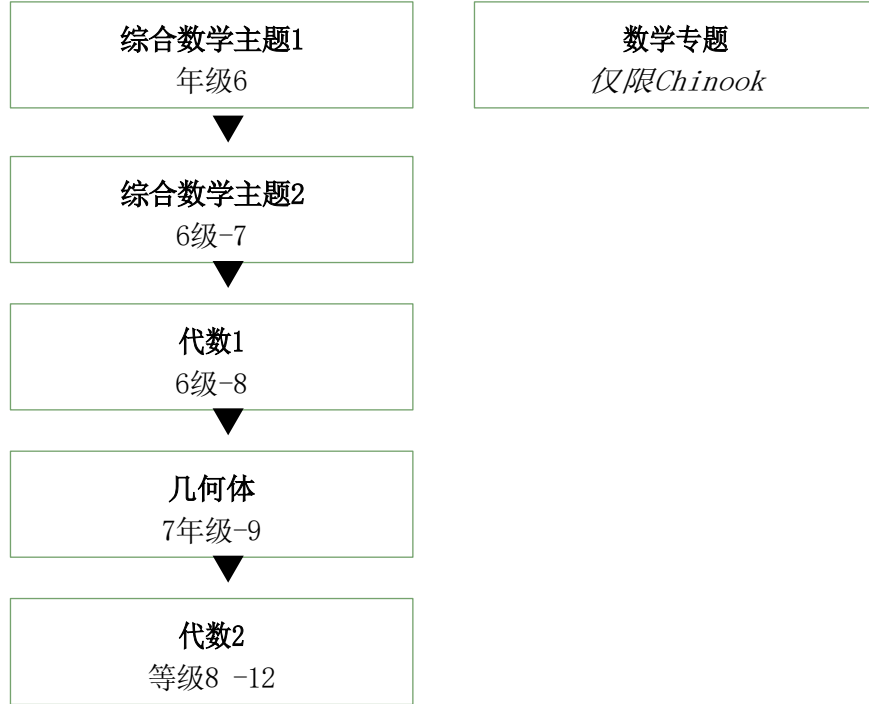 综合数学主题1
年级6
数学专题
仅限Chinook
综合数学主题2
6级-7
代数1
6级-8
几何体
7年级-9
代数2
等级8 -12